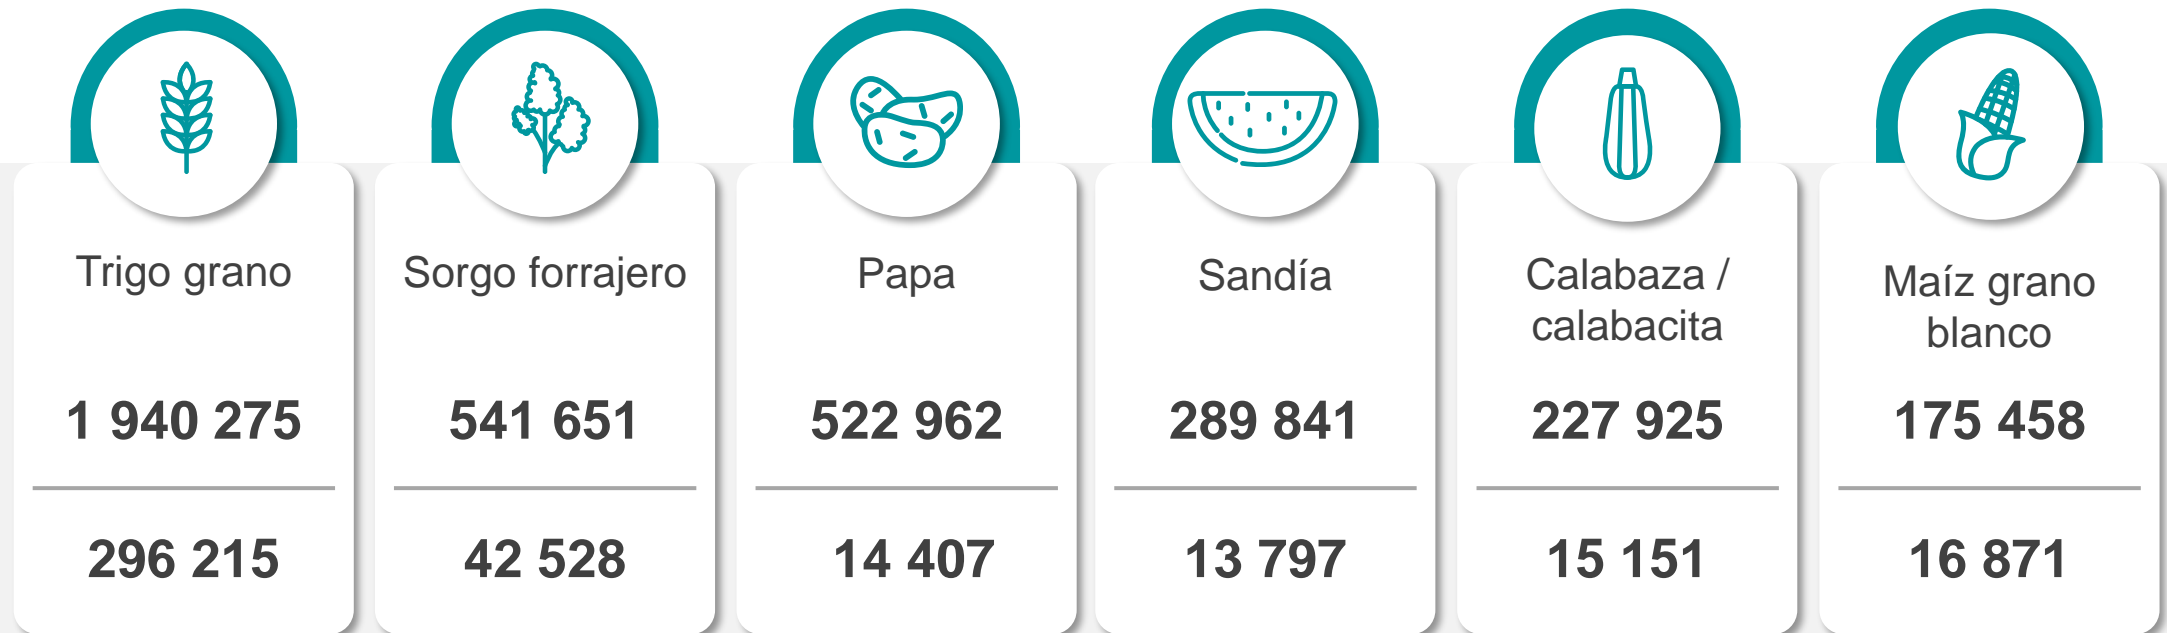 Trigo grano
1 940 275
296 215
Sorgo forrajero
541 651
42 528
Papa
522 962
14 407
Sandía
289 841
13 797
Calabaza /
calabacita
227 925
15 151
Maíz grano
blanco
175 458
16 871